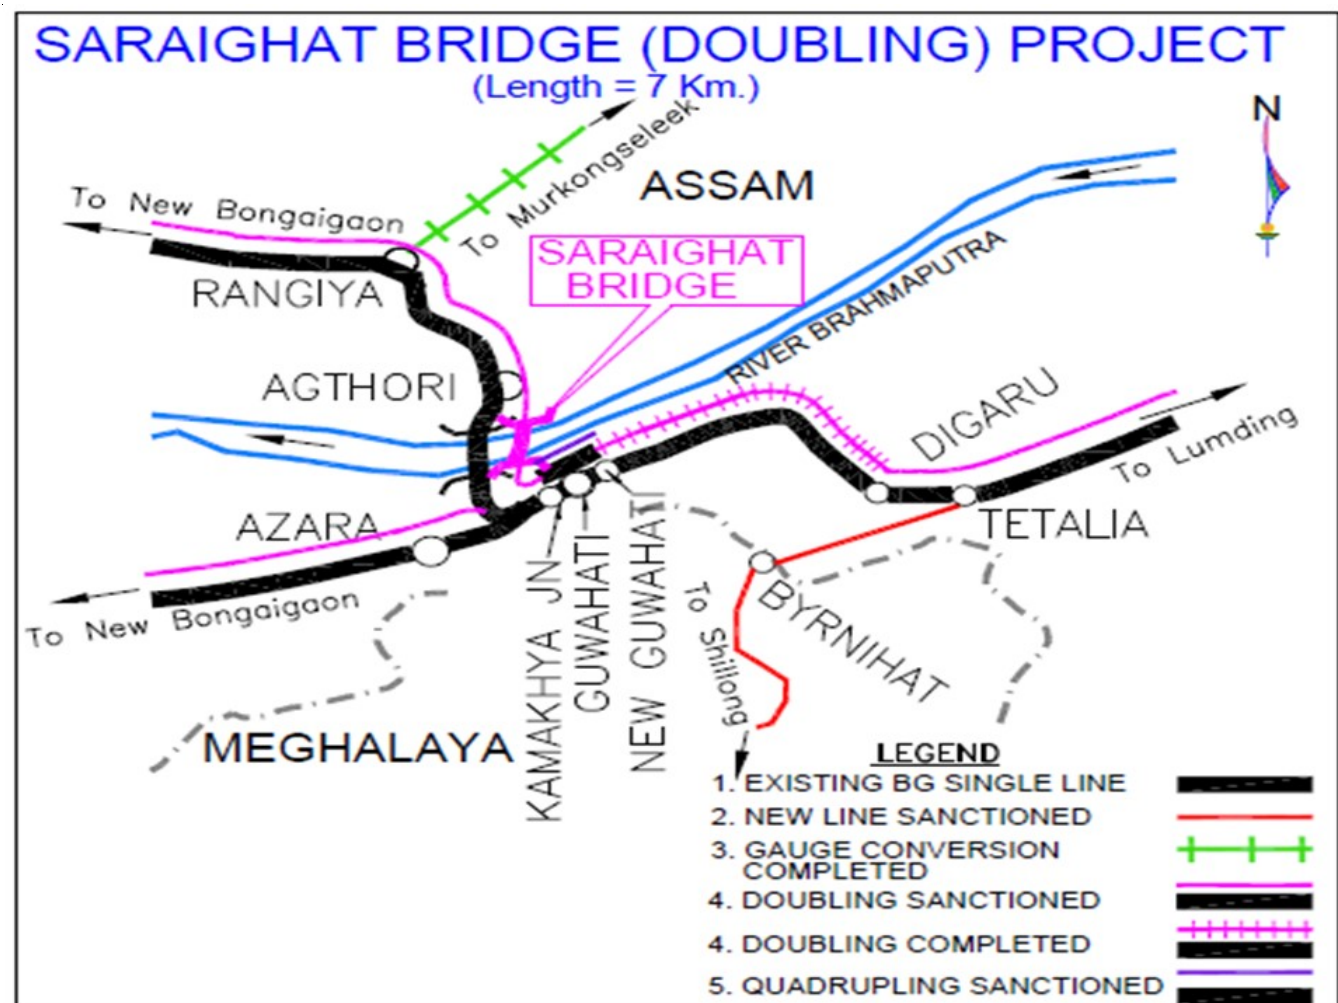 SARAIGHAT BRIDGE (DOUBLING) PROJECT
(Length = 7 Km.)
N
To Murkongseleek
ASSAM
To New Bongaigaon
SARAIGHAT
BRIDGE
RANGIYA
RIVER BRAHMAPUTRA
AGTHORI
DIGARU
To Lumding
AZARA
TETALIA
To New Bongaigaon
KAMAKHYA JN
GUWAHATI
NEW GUWAHATI
To Shillong
BYRNIHAT
MEGHALAYA
LEGEND
1. EXISTING BG SINGLE LINE
2. NEW LINE SANCTIONED
3. GAUGE CONVERSION
COMPLETED
4. DOUBLING SANCTIONED
4. DOUBLING COMPLETED
5. QUADRUPLING SANCTIONED